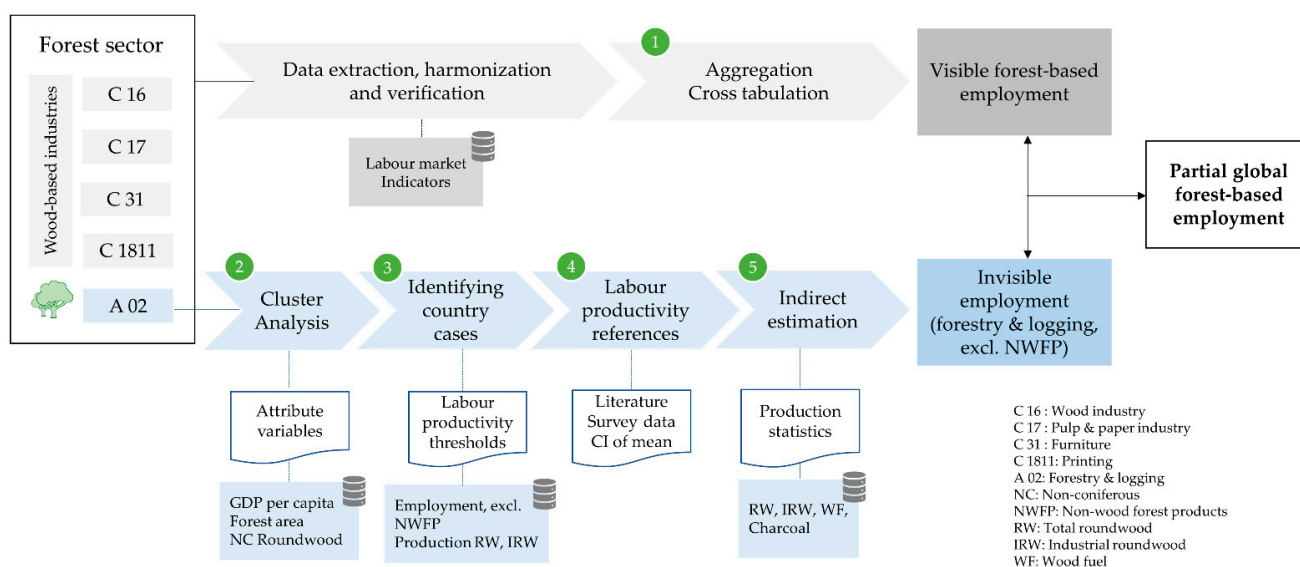 Forest sector
Wood-based industries
C 16
C 17
C 31
C 1811
A 02
Data extraction, harmonization
and verification
Labour market
Indicators
1
Aggregation
Cross tabulation
Visible forest-based
employment
Partial global
forest-based
employment
2
Cluster
Analysis
3
Identifying
country
cases
4
Labour
productivity
references
5
Indirect
estimation
Invisible
employment
(forestry & logging,
excl. NWFP)
Attribute
variables
Labour
productivity
thresholds
Literature
Survey data
CI of mean
Production
statistics
GDP per capita
Forest area
NC Roundwood
Employment, excl.
NWFP
Production RW, IRW
RW, IRW, WF,
Charcoal
C 16 : Wood industry
C 17 : Pulp & paper industry
C 31 : Furniture
C 1811: Printing
A 02: Forestry & logging
NC: Non-coniferous
NWFP: Non-wood forest products
RW: Total roundwood
IRW: Industrial roundwood
WF: Wood fuel